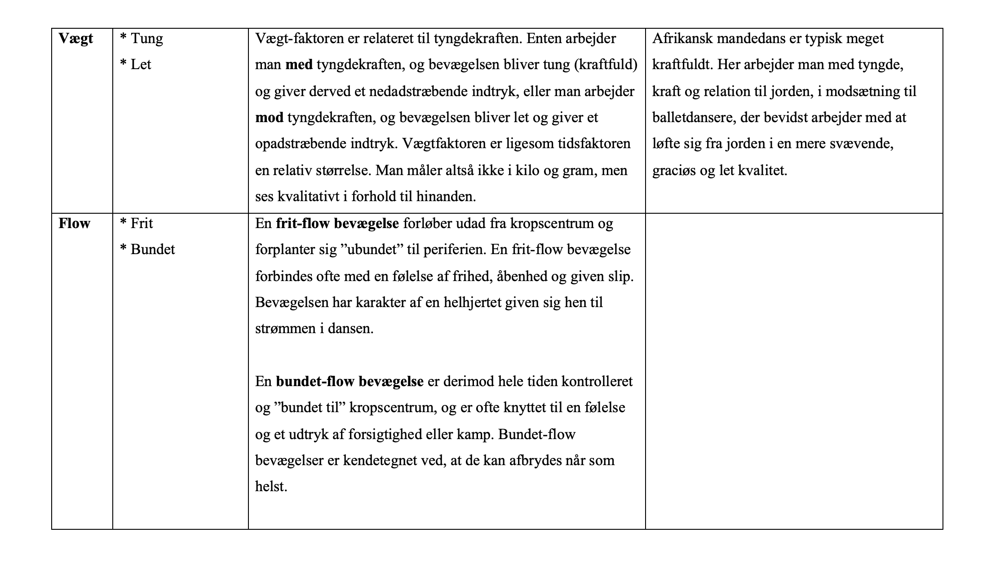 Vægt
* Tung
* Let
Vægt-faktoren er relateret til tyngdekraften. Enten arbejder
man med tyngdekraften, og bevægelsen bliver tung (kraftfuld)
og giver derved et nedadstræbende indtryk, eller man arbejder
mod tyngdekraften, og bevægelsen bliver let og giver et
opadstræbende indtryk. Vægtfaktoren er ligesom tidsfaktoren
en relativ størrelse. Man måler altså ikke i kilo og gram, men
ses kvalitativt i forhold til hinanden.
Afrikansk mandedans er typisk meget
kraftfuldt. Her arbejder man med tyngde,
kraft og relation til jorden, i modsætning til
balletdansere, der bevidst arbejder med at
løfte sig fra jorden i en mere svævende,
graciøs og let kvalitet.
Flow
* Frit
* Bundet
En frit-flow bevægelse forløber udad fra kropscentrum og
forplanter sig ”ubundet” til periferien. En frit-flow bevægelse
forbindes ofte med en følelse af frihed, åbenhed og given slip.
Bevægelsen har karakter af en helhjertet given sig hen til
strømmen i dansen.
En bundet-flow bevægelse er derimod hele tiden kontrolleret
og ”bundet til” kropscentrum, og er ofte knyttet til en følelse
og et udtryk af forsigtighed eller kamp. Bundet-flow
bevægelser er kendetegnet ved, at de kan afbrydes når som
helst.